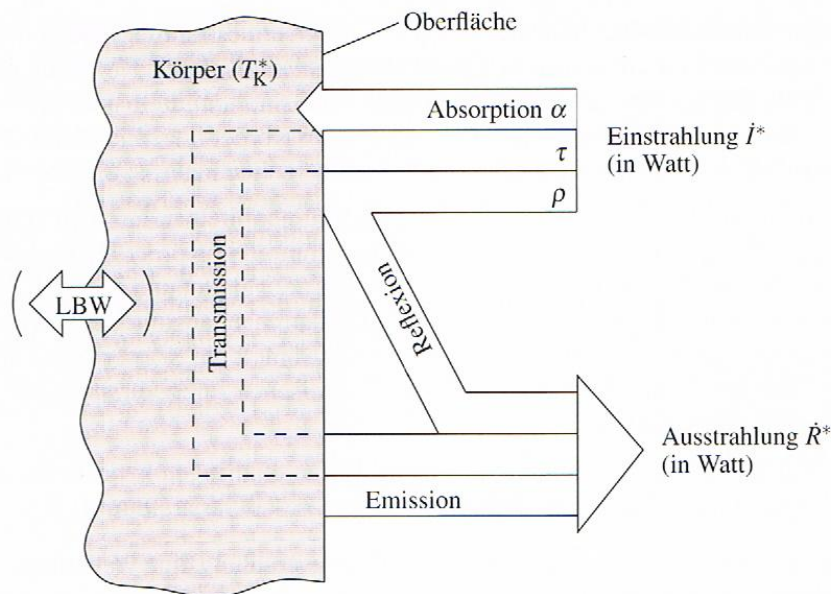 Oberfläche
Körper (T*K)
Absorption α
τ
ρ
Einstrahlung İ*
(in Watt)
Transmission
Reflexion
(LBW)
Ausstrahlung Ṙ*
(in Watt)
Emission